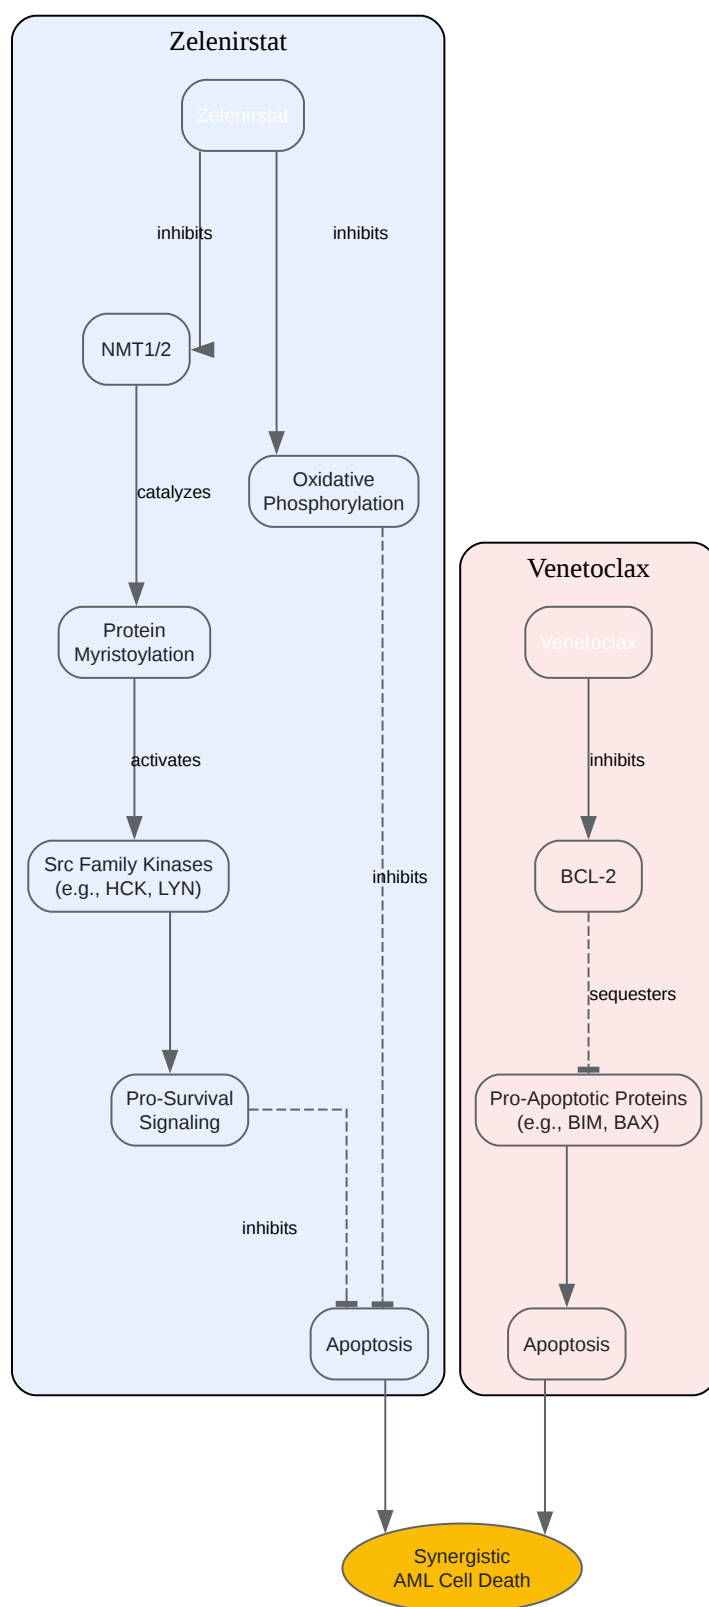 Zelenirstat
Zelenirstat
inhibits
inhibits
NMT1/2
Oxidative
Phosphorylation
catalyzes
Protein
Myristoylation
activates
Src Family Kinases
(e.g., HCK, LYN)
inhibits
Pro-Survival
Signaling
inhibits
Apoptosis
Venetoclax
Venetoclax
inhibits
BCL-2
sequesters
Pro-Apoptotic Proteins
(e.g., BIM, BAX)
Apoptosis
Synergistic
AML Cell Death